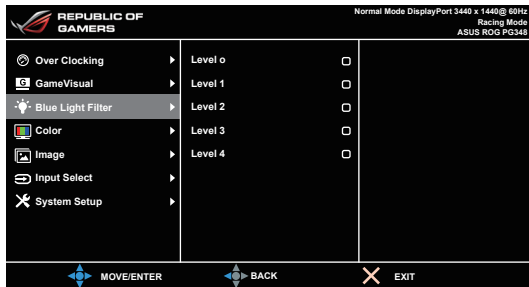 REPUBLIC OF
GAMERS
Normal Mode DisplayPort 3440 x 1440@ 60Hz
Racing Mode
ASUS ROG PG348
Over Clocking
GameVisual
Blue Light Filter
Color
Image
Input Select
System Setup
Level o
Level 1
Level 2
Level 3
Level 4
MOVE/ENTER
BACK
EXIT